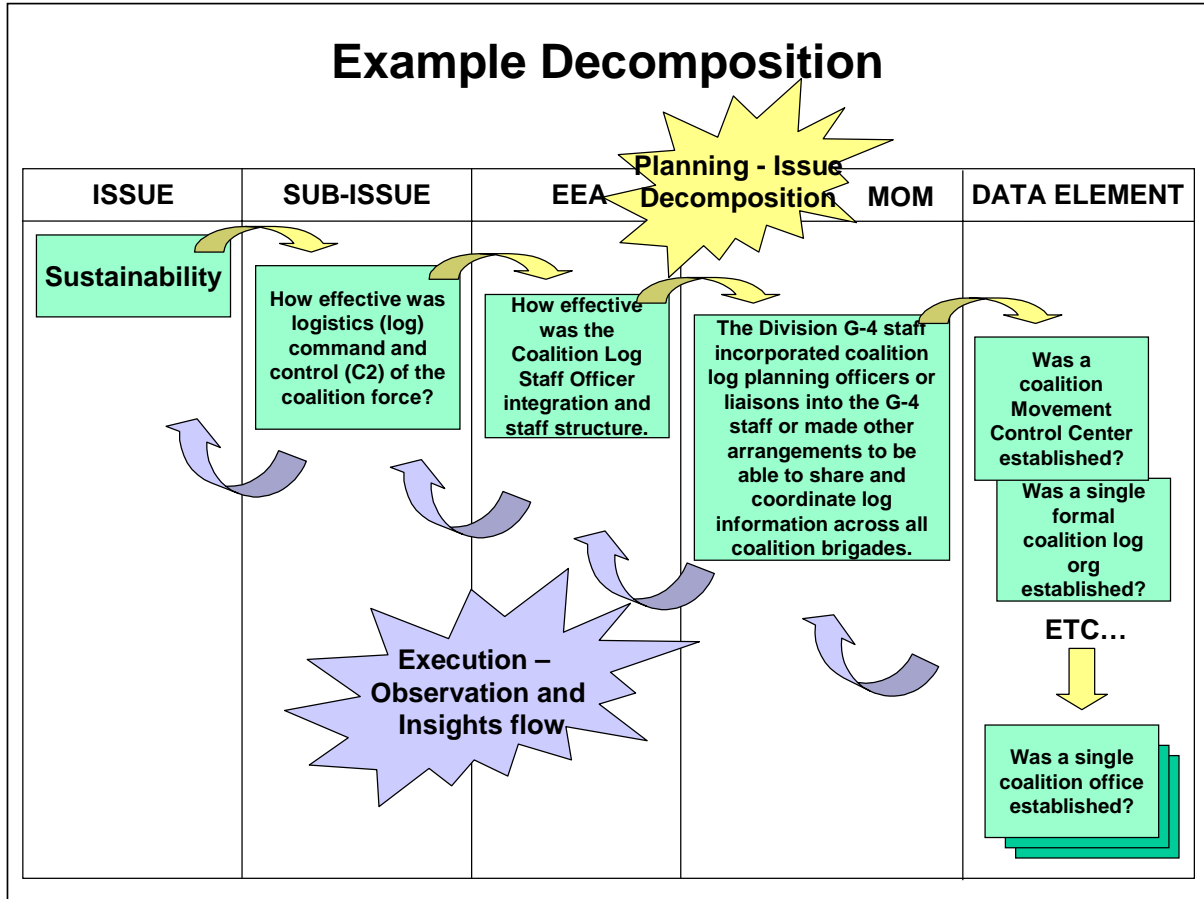 Example Decomposition
Planning - Issue
Decomposition
ISSUE
SUB-ISSUE
EEA
MOM
DATA ELEMENT
Sustainability
How effective was
logistics (log)
command and
control (C2) of the
coalition force?
How effective
was the
Coalition Log
Staff Officer
integration and
staff structure.
The Division G-4 staff
incorporated coalition
log planning officers or
liaisons into the G-4
staff or made other
arrangements to be
able to share and
coordinate log
information across all
coalition brigades.
Was a
coalition
Movement
Control Center
established?
Was a single
formal
coalition log
org
established?
ETC…
Was a single
coalition office
established?
Execution –
Observation and
Insights flow